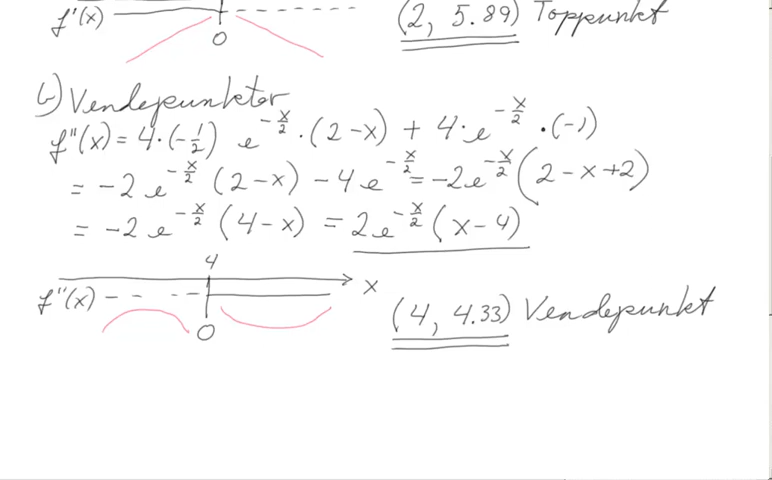 f'(x) (2, 5.89) Toppunkt
0
b) Vendepunkter
f''(x) = 4·(-1/2) e^(-x/2) · (2-x) + 4·e^(-x/2) · (-1)
= -2e^(-x/2) (2-x) - 4e^(-x/2) = -2e^(-x/2) (2-x+2)
= -2e^(-x/2) (4-x) = 2e^(-x/2) (x-4)
4
x
f''(x) (4, 4.33) Vendepunkt
0